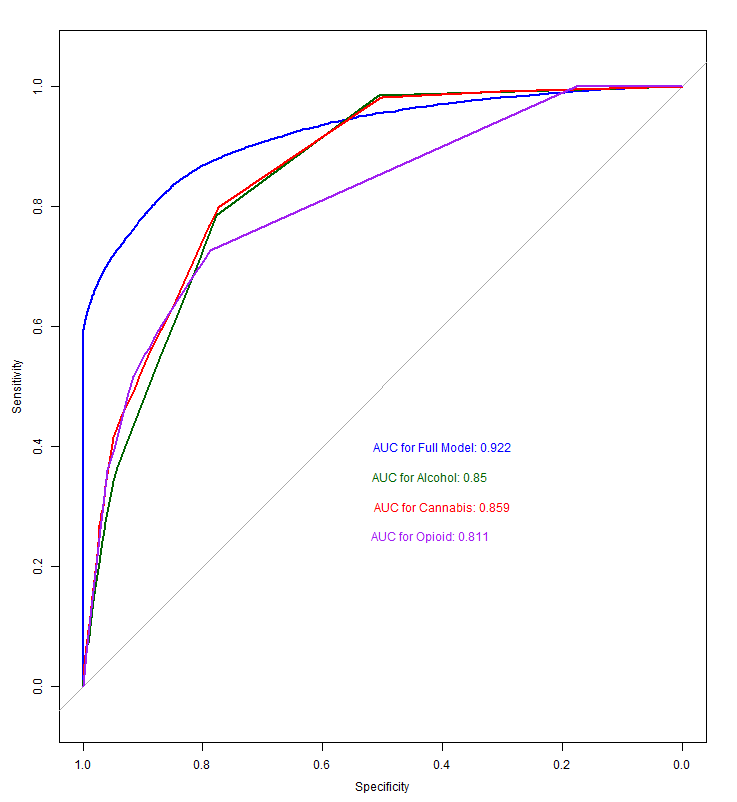 1.0
0.8
0.6
0.4
0.2
0.0
Sensitivity
AUC for Full Model: 0.922
AUC for Alcohol: 0.85
AUC for Cannabis: 0.859
AUC for Opioid: 0.811
1.0 0.8 0.6 0.4 0.2 0.0
Specificity